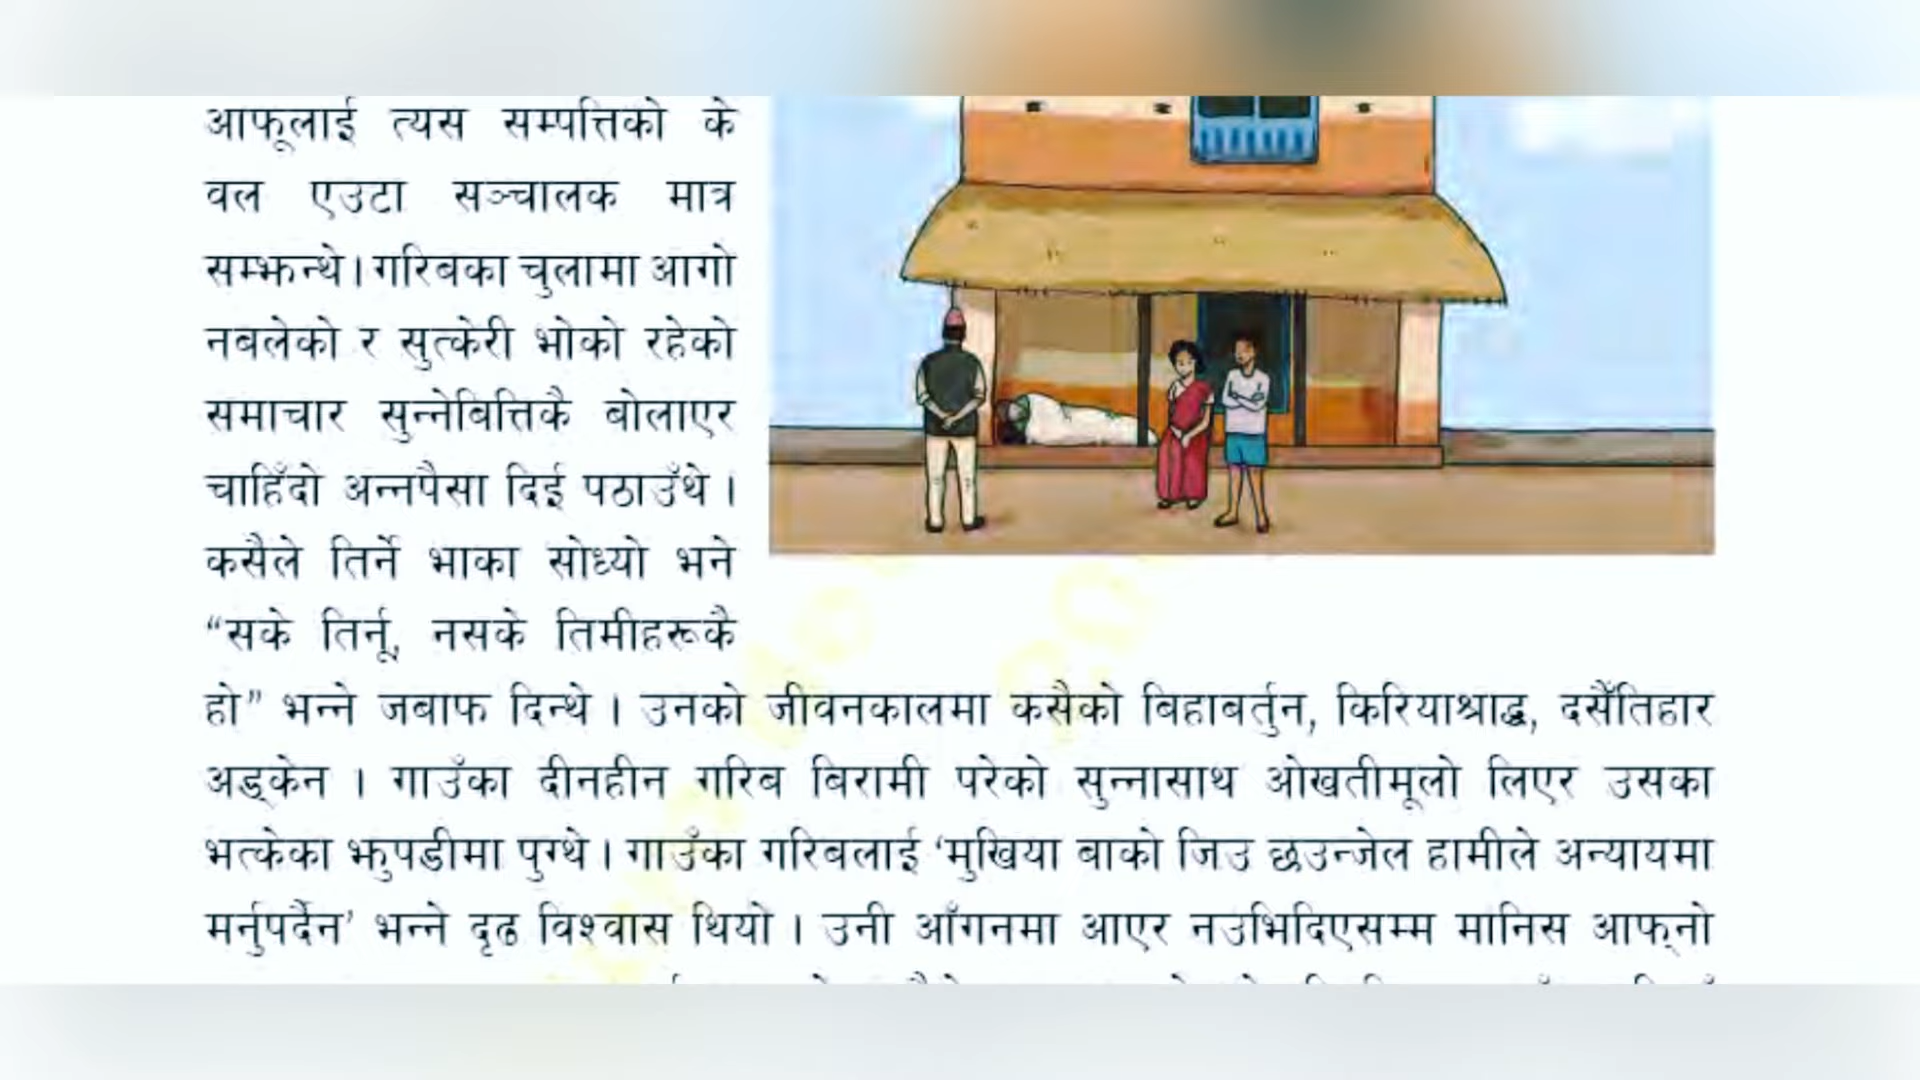 आफूलाई त्यस सम्पत्तिको के
वल एउटा सञ्चालक मात्र
सम्झन्थे । गरिबका चुलामा आगो
नबलेको र सुत्केरी भोको रहेको
समाचार सुन्नेबित्तिकै बोलाएर
चाहिँदो अन्नपैसा दिई पठाउँथे ।
कसैले तिर्ने भाका सोध्यो भने
“सके तिर्नू, नसके तिमीहरूकै
हो” भन्ने जबाफ दिन्थे । उनको जीवनकालमा कसैको बिहाबर्तुन, किरियाश्राद्ध, दसैँतिहार
अड्केन । गाउँका दीनहीन गरिब बिरामी परेको सुन्नासाथ ओखतीमूलो लिएर उसका
भत्केका झुपडीमा पुग्थे । गाउँका गरिबलाई ‘मुखिया बाको जिउ छउन्जेल हामीले अन्यायमा
मर्नुपर्दैन’ भन्ने दृढ विश्वास थियो । उनी आँगनमा आएर नउभिदिएसम्म मानिस आफ्नो